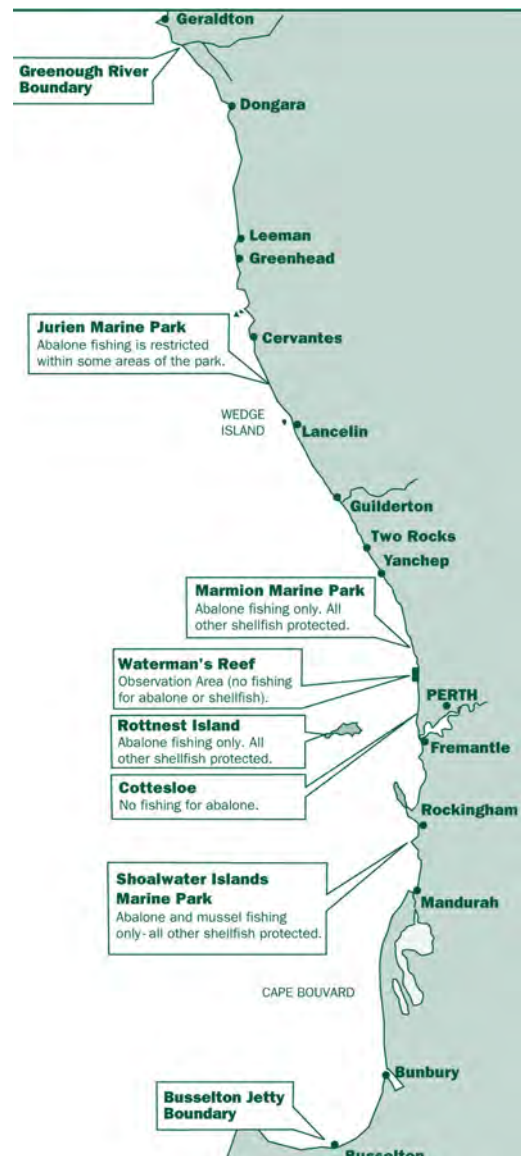 Geraldton
Greenough River
Boundary
Dongara
Leeman
Greenhead
Jurien Marine Park
Abalone fishing is restricted
within some areas of the park.
Cervantes
WEDGE
ISLAND
Lancelin
Guilderton
Two Rocks
Yanchep
Marmion Marine Park
Abalone fishing only. All
other shellfish protected.
Waterman's Reef
Observation Area (no fishing
for abalone or shellfish).
PERTH
Rottnest Island
Abalone fishing only. All
other shellfish protected.
Fremantle
Cottesloe
No fishing for abalone.
Rockingham
Shoalwater Islands
Marine Park
Abalone and mussel fishing
only- all other shellfish protected.
Mandurah
CAPE BOUVARD
Bunbury
Busselton Jetty
Boundary
Busselton